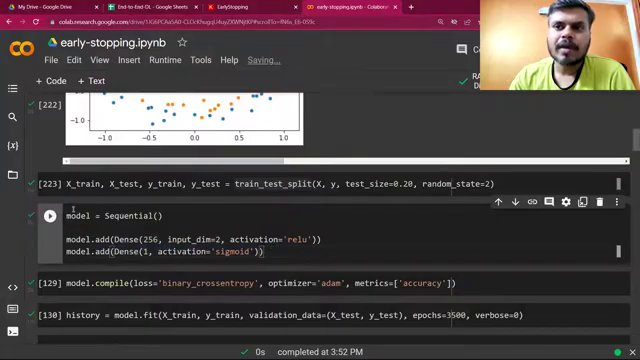 My Drive - Google Drive
End-to-End-DL - Google Sheets
EarlyStopping
early-stopping.ipynb - Colabora
colab.research.google.com/drive/
early-stopping.ipynb
File Edit View Insert Runtime Tools Help Saving...
Co
RA
+ Code + Text
[222]
-1.0
-1.0 -0.5 0.0 0.5 1.0
[223] X_train, X_test, y_train, y_test = train_test_split(X, y, test_size=0.20, random_state=2)
model = Sequential()
model.add(Dense(256, input_dim=2, activation='relu'))
model.add(Dense(1, activation='sigmoid'))
[129] model.compile(loss='binary_crossentropy', optimizer='adam', metrics=['accuracy'])
[130] history = model.fit(X_train, y_train, validation_data=(X_test, y_test), epochs=3500, verbose=0)
0s completed at 3:52 PM